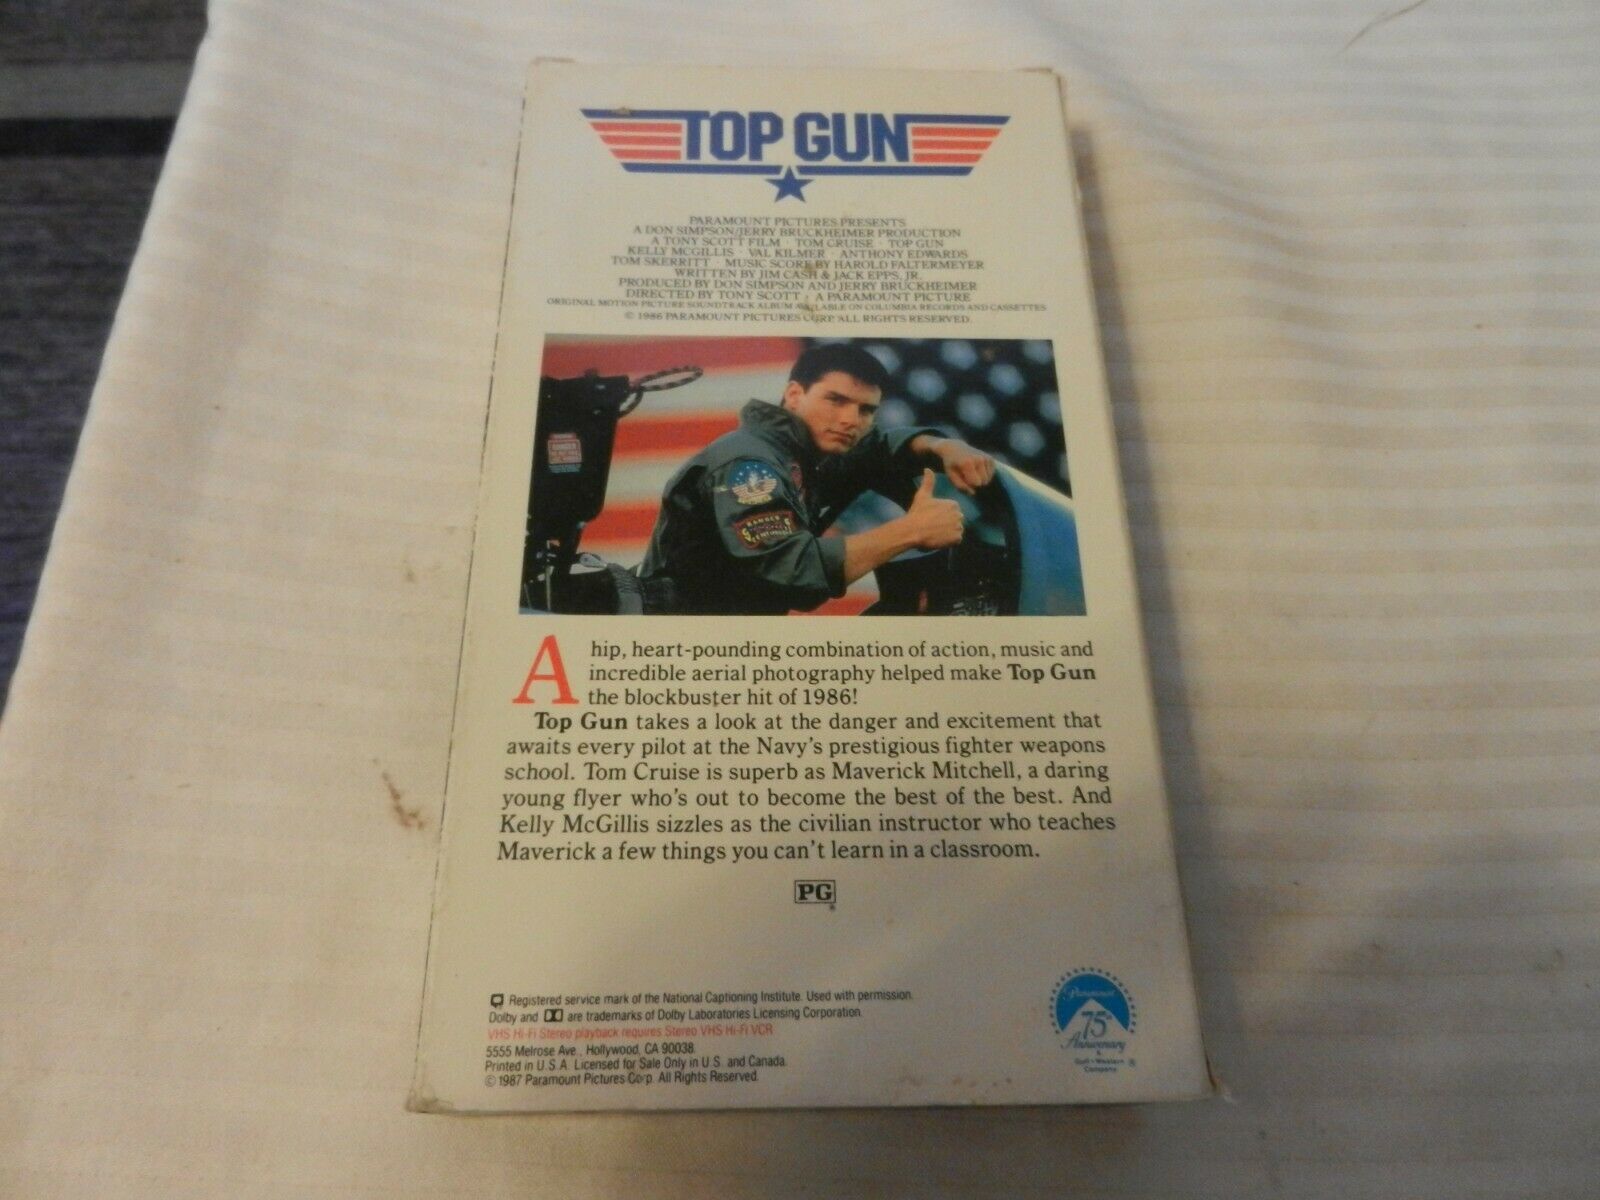 TOP GUN
PARAMOUNT PICTURES PRESENTS
A DON SIMPSON/JERRY BRUCKHEIMER PRODUCTION
A TONY SCOTT FILM · TOM CRUISE · TOP GUN
KELLY MCGILLIS · VAL KILMER · ANTHONY EDWARDS
TOM SKERRITT · MUSIC SCORE BY HAROLD FALTERMEYER
WRITTEN BY JIM CASH & JACK EPPS, JR.
PRODUCED BY DON SIMPSON AND JERRY BRUCKHEIMER
DIRECTED BY TONY SCOTT · A PARAMOUNT PICTURE
ORIGINAL MOTION PICTURE SOUNDTRACK ALBUM AVAILABLE ON COLUMBIA RECORDS AND CASSETTES
© 1986 PARAMOUNT PICTURES CORP. ALL RIGHTS RESERVED.
DANGER
A hip, heart-pounding combination of action, music and
incredible aerial photography helped make Top Gun
the blockbuster hit of 1986!
Top Gun takes a look at the danger and excitement that
awaits every pilot at the Navy's prestigious fighter weapons
school. Tom Cruise is superb as Maverick Mitchell, a daring
young flyer who's out to become the best of the best. And
Kelly McGillis sizzles as the civilian instructor who teaches
Maverick a few things you can't learn in a classroom.
PG
®
Registered service mark of the National Captioning Institute. Used with permission.
Dolby and are trademarks of Dolby Laboratories Licensing Corporation.
VHS Hi-Fi Stereo playback requires Stereo VHS Hi-Fi VCR
5555 Melrose Ave., Hollywood, CA 90038.
Printed in U.S.A. Licensed for Sale Only in U.S. and Canada.
© 1987 Paramount Pictures Corp. All Rights Reserved.
Paramount
75th
Anniversary
A
Gulf+Western
Company ®